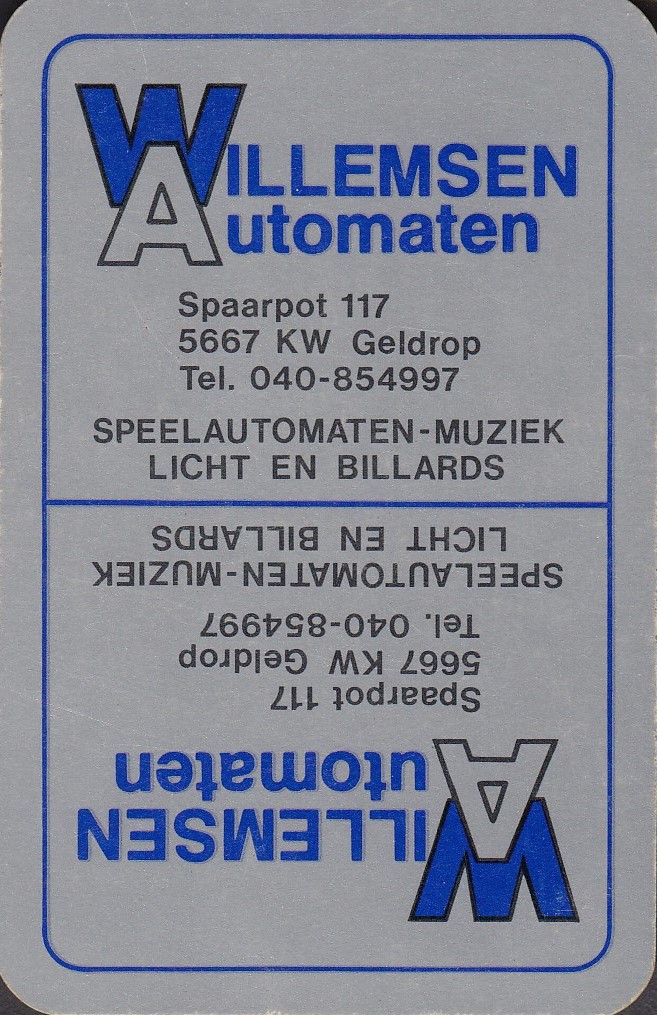 WILLEMSEN
Automaten
Spaarpot 117
5667 KW Geldrop
Tel. 040-854997
SPEELAUTOMATEN-MUZIEK
LICHT EN BILLARDS
WILLEMSEN
Automaten
Spaarpot 117
5667 KW Geldrop
Tel. 040-854997
SPEELAUTOMATEN-MUZIEK
LICHT EN BILLARDS